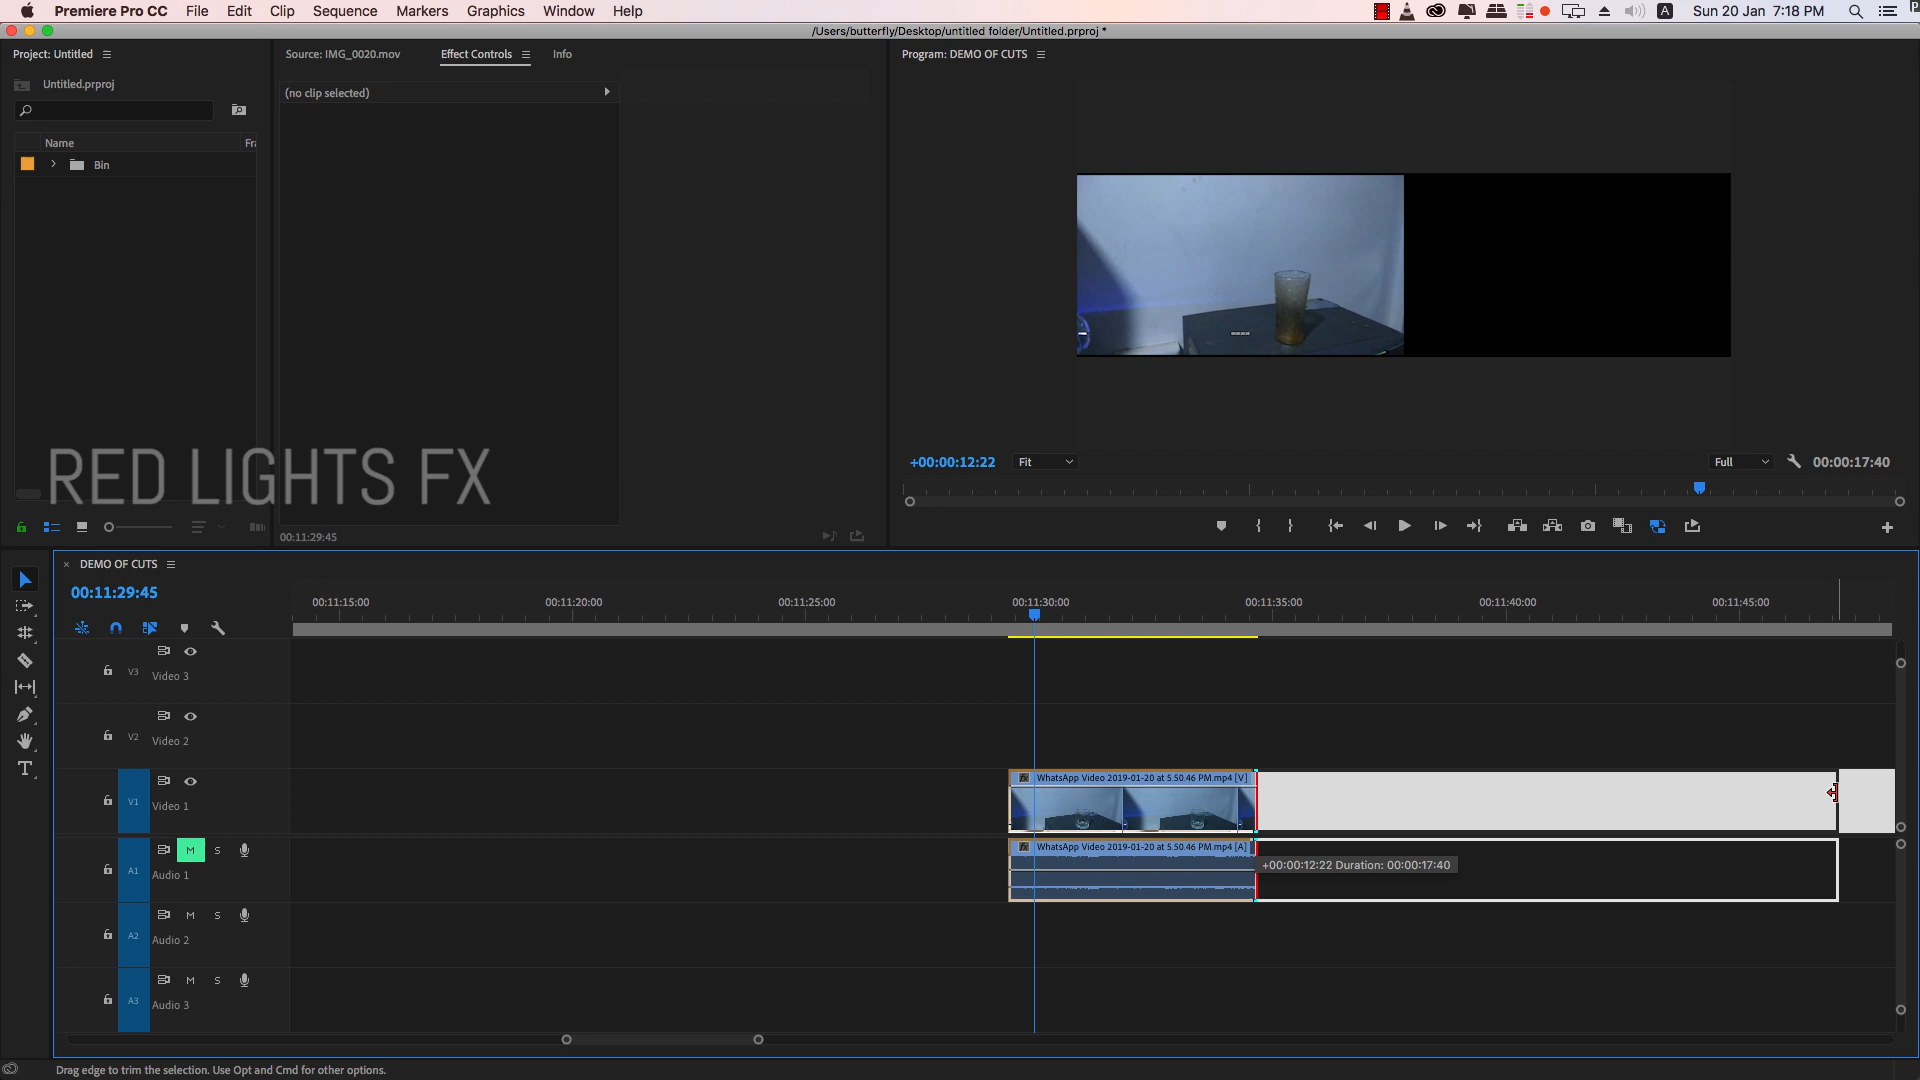 Premiere Pro CC File Edit Clip Sequence Markers Graphics Window Help A Sun 20 Jan 7:18 PM
/Users/butterfly/Desktop/untitled folder/Untitled.prproj *
Project: Untitled Source: IMG_0020.mov Effect Controls Info Program: DEMO OF CUTS
Untitled.prproj
(no clip selected)
Name Fra
Bin
+00:00:12:22 Fit Full 00:00:17:40
RED LIGHTS FX
00:11:29:45
DEMO OF CUTS
00:11:29:45
00:11:15:00 00:11:20:00 00:11:25:00 00:11:30:00 00:11:35:00 00:11:40:00 00:11:45:00
V3 Video 3
V2 Video 2
fx WhatsApp Video 2019-01-20 at 5.50.46 PM.mp4 [V]
V1 Video 1
M S fx WhatsApp Video 2019-01-20 at 5.50.46 PM.mp4 [A]
+00:00:12:22 Duration: 00:00:17:40
A1 Audio 1
M S
A2 Audio 2
M S
A3 Audio 3
Drag edge to trim the selection. Use Opt and Cmd for other options.